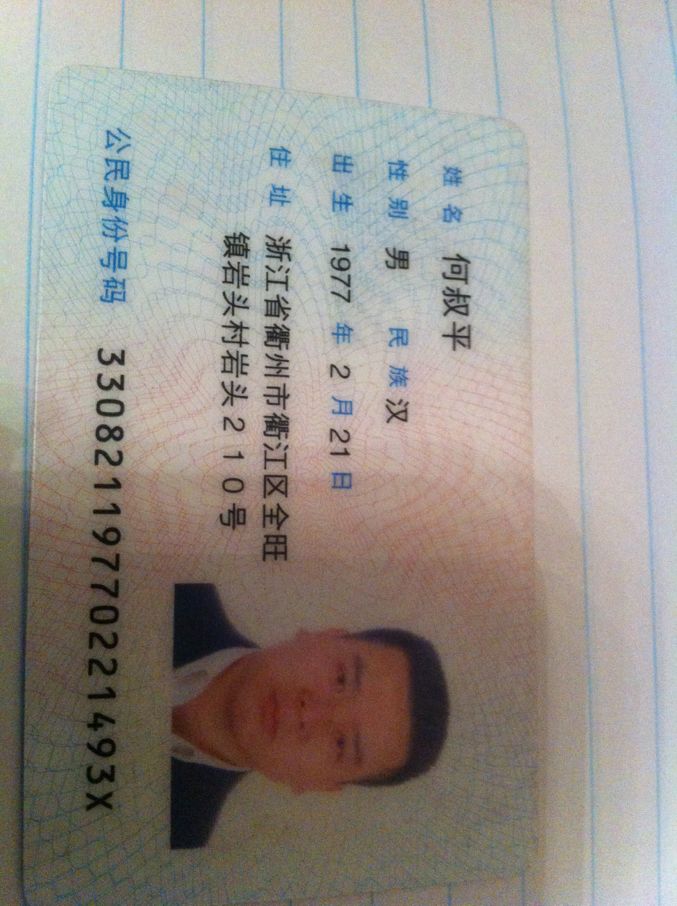 姓名 何叔平
性别 男 民族 汉
出生 1977 年 2 月 21 日
住址 浙江省衢州市衢江区全旺
镇岩头村岩头210号
公民身份号码 33082119770221493X